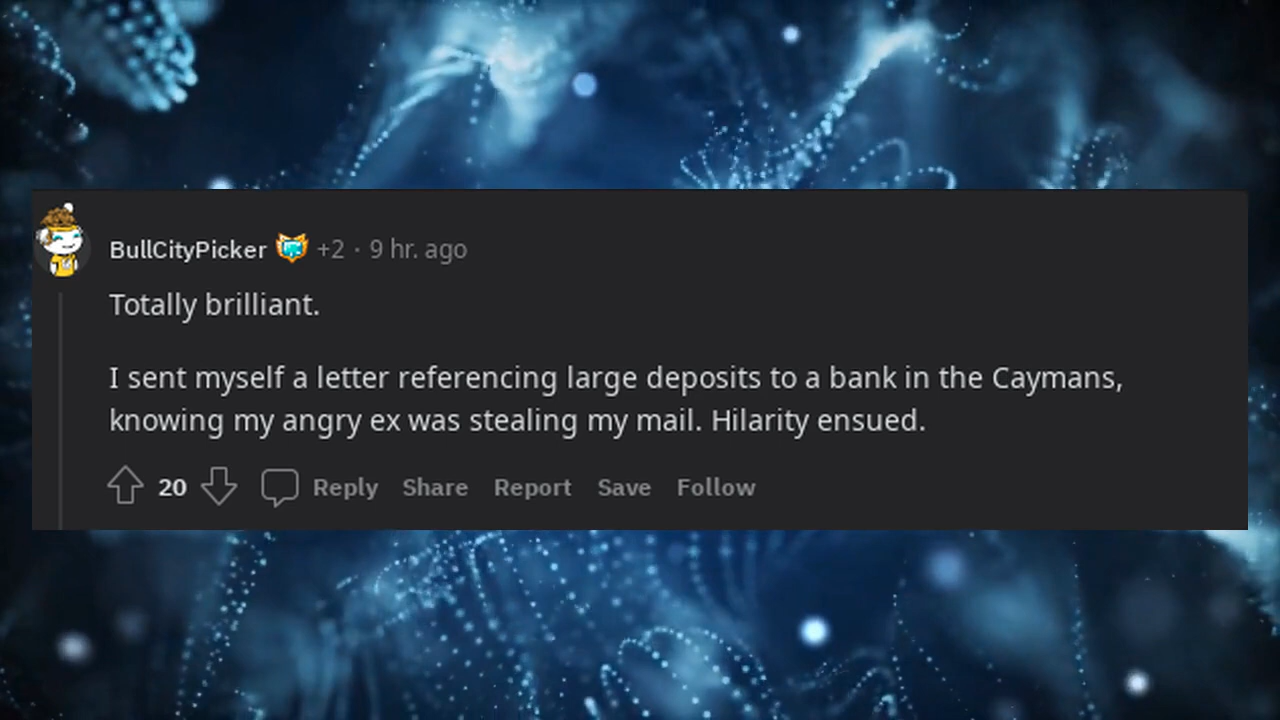 BullCityPicker +2 · 9 hr. ago
Totally brilliant.
I sent myself a letter referencing large deposits to a bank in the Caymans,
knowing my angry ex was stealing my mail. Hilarity ensued.
20 Reply Share Report Save Follow